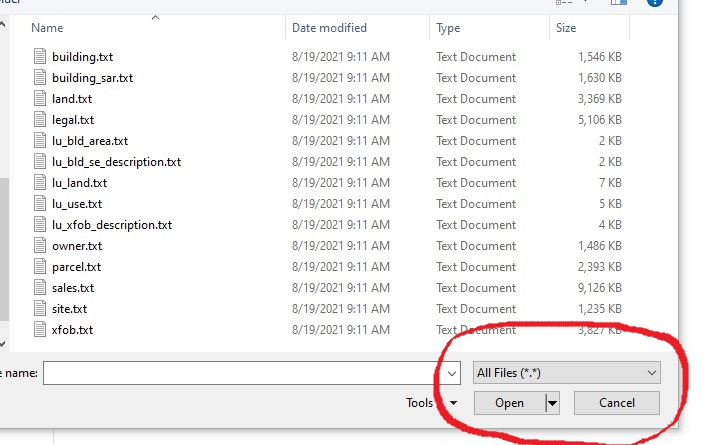 Name Date modified Type Size
building.txt 8/19/2021 9:11 AM Text Document 1,546 KB
building_sar.txt 8/19/2021 9:11 AM Text Document 1,630 KB
land.txt 8/19/2021 9:11 AM Text Document 3,369 KB
legal.txt 8/19/2021 9:11 AM Text Document 5,106 KB
lu_bld_area.txt 8/19/2021 9:11 AM Text Document 2 KB
lu_bld_se_description.txt 8/19/2021 9:11 AM Text Document 2 KB
lu_land.txt 8/19/2021 9:11 AM Text Document 7 KB
lu_use.txt 8/19/2021 9:11 AM Text Document 5 KB
lu_xfob_description.txt 8/19/2021 9:11 AM Text Document 4 KB
owner.txt 8/19/2021 9:11 AM Text Document 1,486 KB
parcel.txt 8/19/2021 9:11 AM Text Document 2,393 KB
sales.txt 8/19/2021 9:11 AM Text Document 9,126 KB
site.txt 8/19/2021 9:11 AM Text Document 1,235 KB
xfob.txt 8/19/2021 9:11 AM Text Document 3,827 KB
e name: All Files (*.*)
Tools Open Cancel